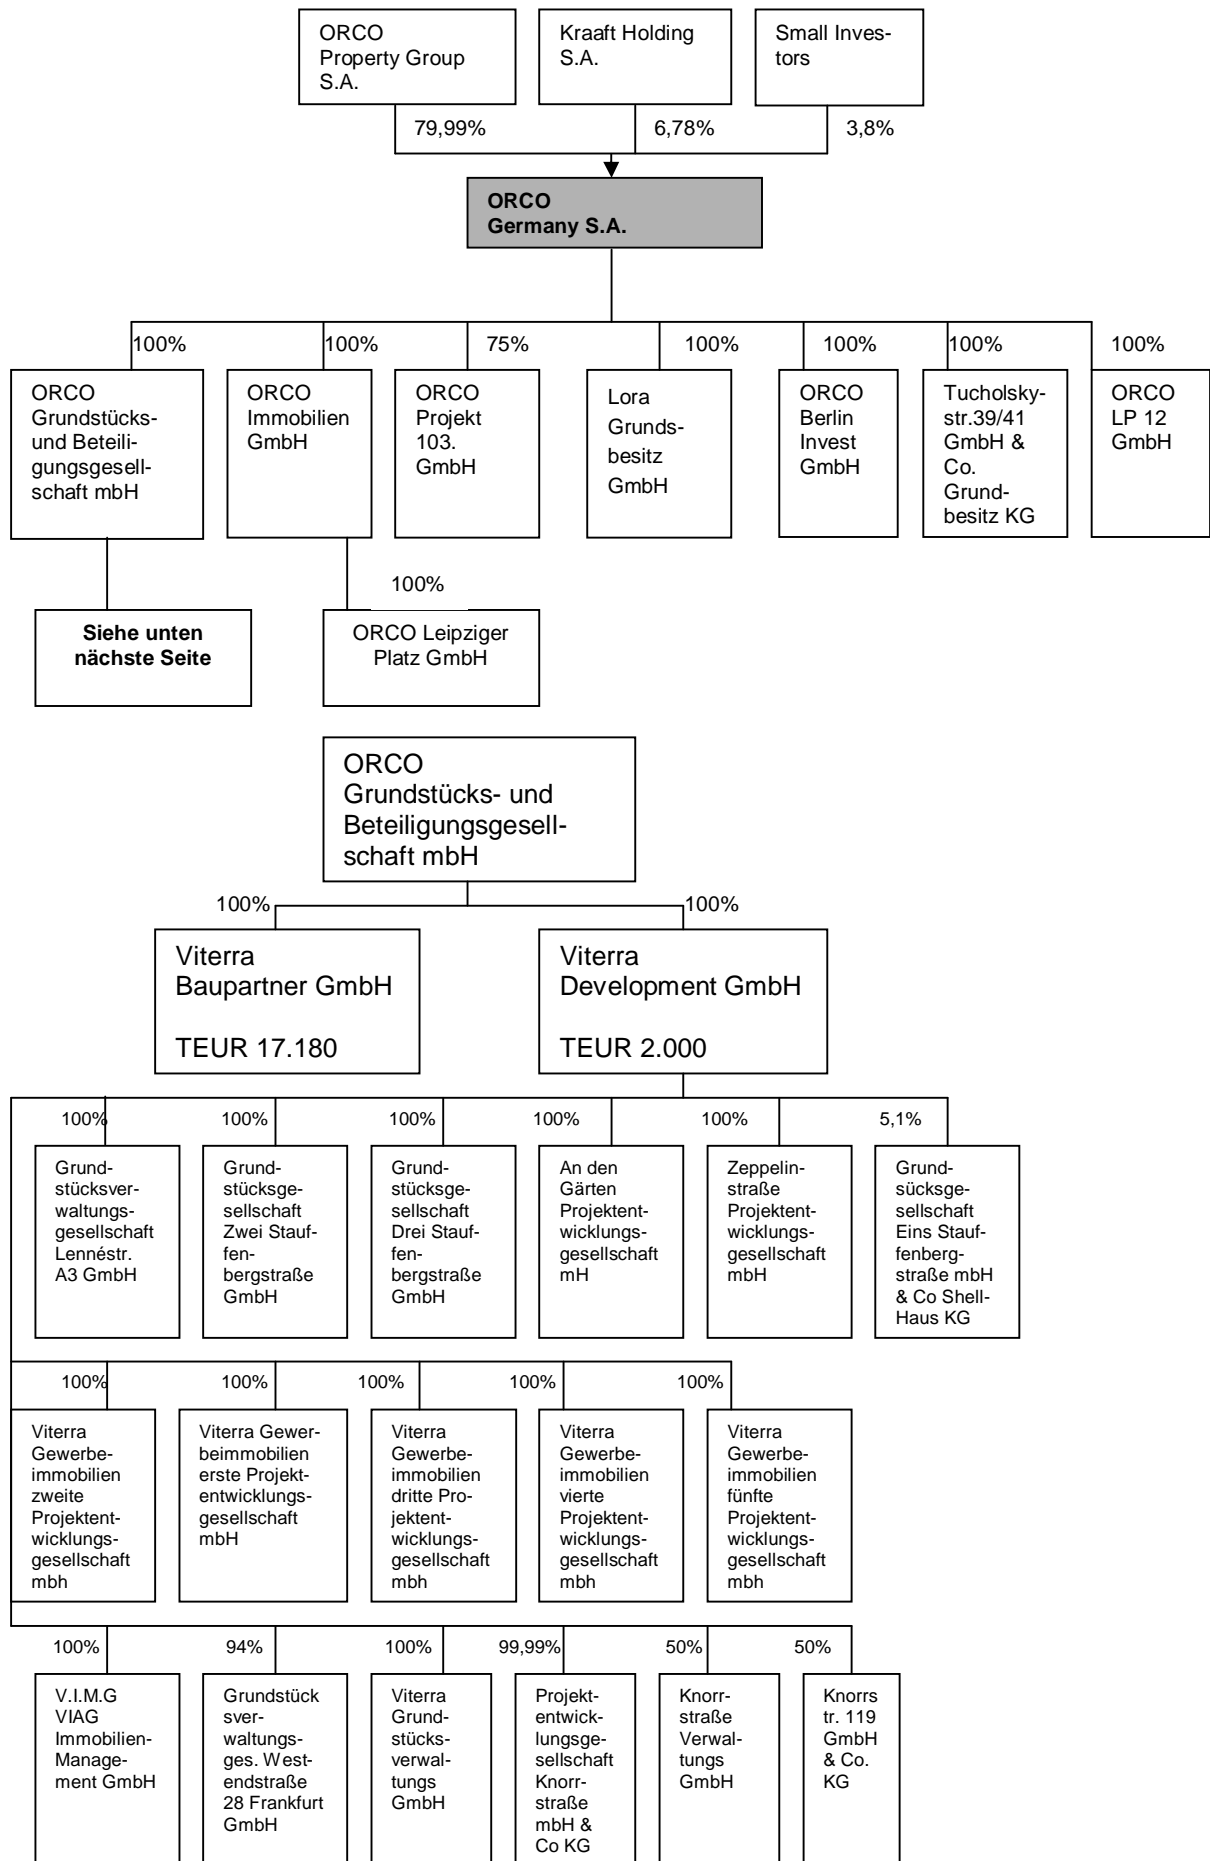 ORCO
Property Group
S.A.
Kraaft Holding
S.A.
Small Inves-
tors
79,99%
6,78%
3,8%
ORCO
Germany S.A.
100%
100%
75%
100%
100%
100%
100%
ORCO
Grundstücks-
und Beteili-
gungsgesell-
schaft mbH
ORCO
Immobilien
GmbH
ORCO
Projekt
103.
GmbH
Lora
Grunds-
besitz
GmbH
ORCO
Berlin
Invest
GmbH
Tucholsky-
str.39/41
GmbH &
Co.
Grund-
besitz KG
ORCO
LP 12
GmbH
100%
Siehe unten
nächste Seite
ORCO Leipziger
Platz GmbH
ORCO
Grundstücks- und
Beteiligungsgesell-
schaft mbH
100%
100%
Viterra
Baupartner GmbH
TEUR 17.180
Viterra
Development GmbH
TEUR 2.000
100%
100%
100%
100%
100%
5,1%
Grund-
stücksver-
waltungs-
gesellschaft
Lennéstr.
A3 GmbH
Grund-
stücksge-
sellschaft
Zwei Stauf-
fen-
bergstraße
GmbH
Grund-
stücksge-
sellschaft
Drei Stauf-
fen-
bergstraße
GmbH
An den
Gärten
Projektent-
wicklungs-
gesellschaft
mH
Zeppelin-
straße
Projektent-
wicklungs-
gesellschaft
mbH
Grund-
sücksge-
sellschaft
Eins Stauf-
fenberg-
straße mbH
& Co Shell-
Haus KG
100%
100%
100%
100%
100%
Viterra
Gewerbe-
immobilien
zweite
Projektent-
wicklungs-
gesellschaft
mbh
Viterra Gewer-
beimmobilien
erste Projekt-
entwicklungs-
gesellschaft
mbH
Viterra
Gewerbe-
immobilien
dritte Pro-
jektent-
wicklungs-
gesellschaft
mbh
Viterra
Gewerbe-
immobilien
vierte
Projektent-
wicklungs-
gesellschaft
mbh
Viterra
Gewerbe-
immobilien
fünfte
Projektent-
wicklungs-
gesellschaft
mbh
100%
94%
100%
99,99%
50%
50%
V.I.M.G
VIAG
Immobilien-
Manage-
ment GmbH
Grundstück
sver-
waltungs-
ges. West-
endstraße
28 Frankfurt
GmbH
Viterra
Grund-
stücks-
verwal-
tungs
GmbH
Projekt-
entwick-
lungsge-
sellschaft
Knorr-
straße
mbH &
Co KG
Knorr-
straße
Verwal-
tungs
GmbH
Knorrs
tr. 119
GmbH
& Co.
KG